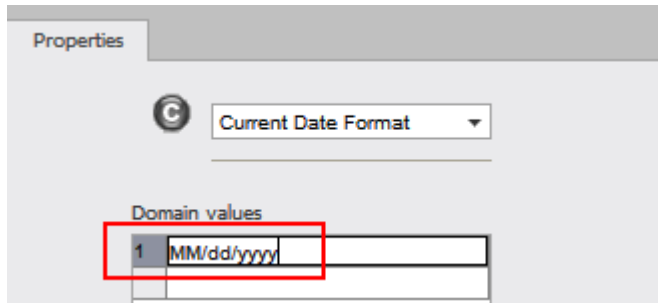 Properties
C
Current Date Format
Domain values
1 MM/dd/yyyy